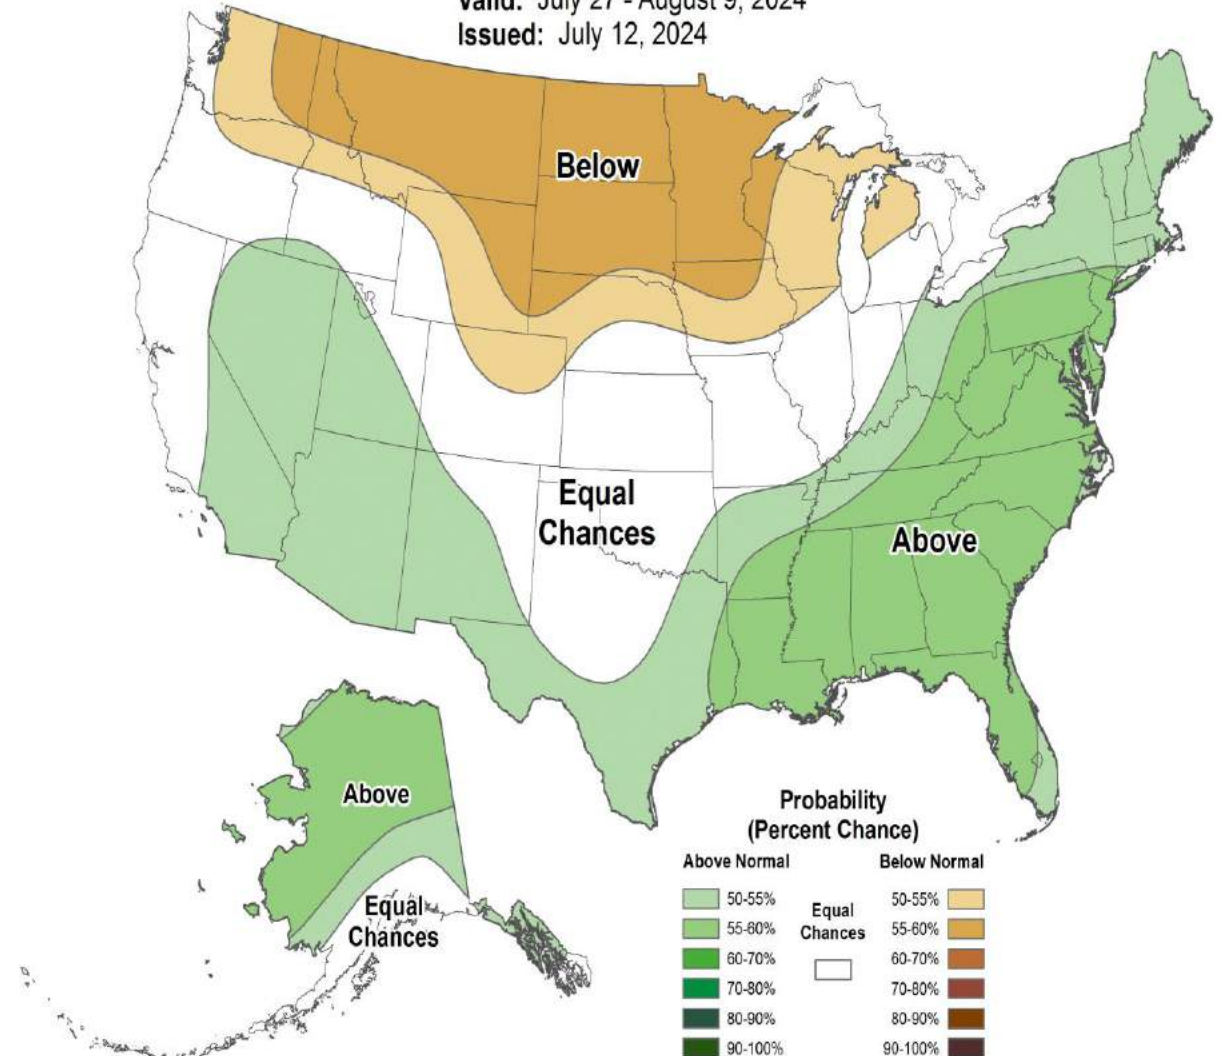 Valid: July 27 - August 9, 2024
Issued: July 12, 2024
Below
Equal
Chances
Above
Above
Equal
Chances
Probability
(Percent Chance)
Above Normal
Below Normal
50-55%
55-60%
60-70%
70-80%
80-90%
90-100%
Equal
Chances
50-55%
55-60%
60-70%
70-80%
80-90%
90-100%